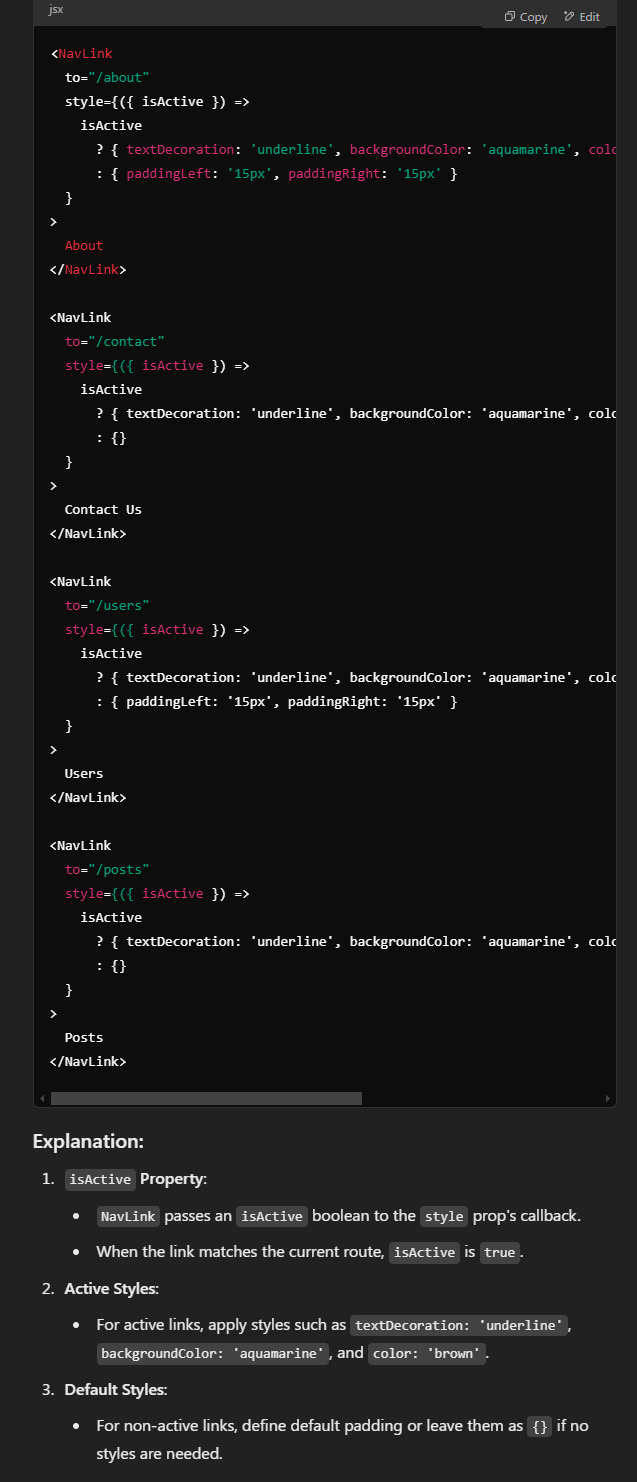 jsx
Copy Edit
<NavLink
to="/about"
style={({ isActive }) =>
isActive
? { textDecoration: 'underline', backgroundColor: 'aquamarine', colo
: { paddingLeft: '15px', paddingRight: '15px' }
}
>
About
</NavLink>
<NavLink
to="/contact"
style={({ isActive }) =>
isActive
? { textDecoration: 'underline', backgroundColor: 'aquamarine', colo
: {}
}
>
Contact Us
</NavLink>
<NavLink
to="/users"
style={({ isActive }) =>
isActive
? { textDecoration: 'underline', backgroundColor: 'aquamarine', colo
: { paddingLeft: '15px', paddingRight: '15px' }
}
>
Users
</NavLink>
<NavLink
to="/posts"
style={({ isActive }) =>
isActive
? { textDecoration: 'underline', backgroundColor: 'aquamarine', colo
: {}
}
>
Posts
</NavLink>
Explanation:
1. isActive Property:
• NavLink passes an isActive boolean to the style prop's callback.
• When the link matches the current route, isActive is true.
2. Active Styles:
• For active links, apply styles such as textDecoration: 'underline',
backgroundColor: 'aquamarine', and color: 'brown'.
3. Default Styles:
• For non-active links, define default padding or leave them as {} if no
styles are needed.